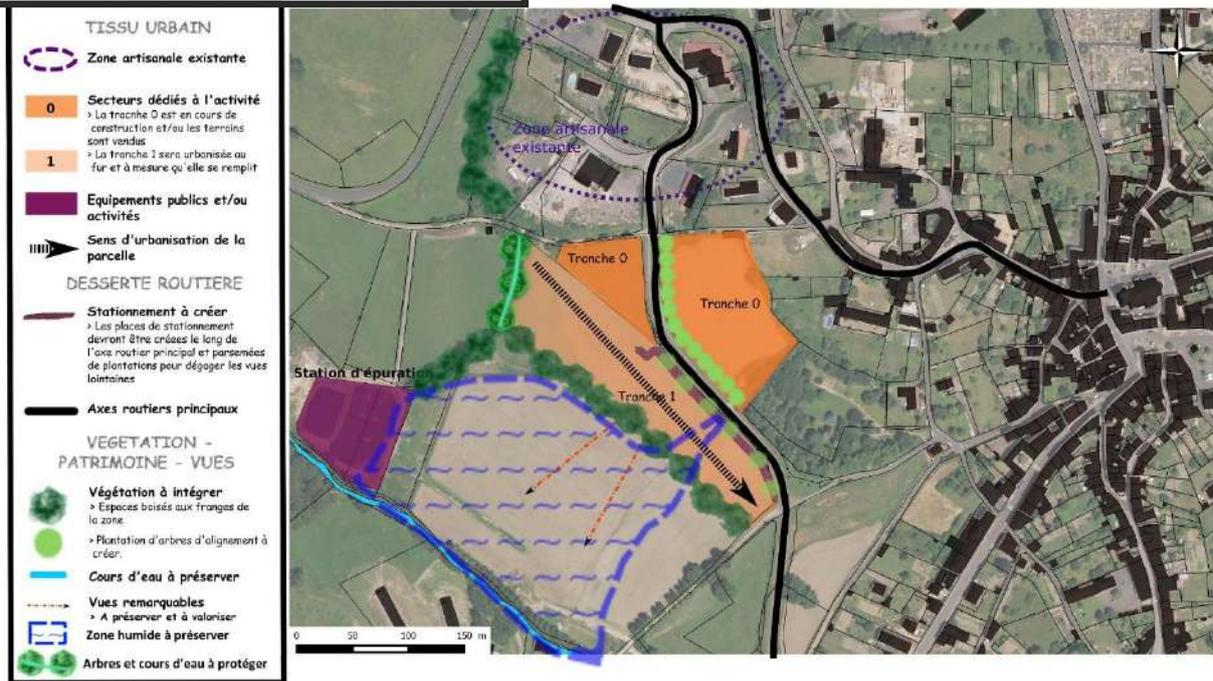 TISSU URBAIN
Zone artisanale existante
0
Secteurs dédiés à l'activité
> La tracnhe 0 est en cours de
construction et/ou les terrains
sont vendus
1
> La tranche 1 sera urbanisée au
fur et à mesure qu'elle se remplit
Equipements publics et/ou
activités
Sens d'urbanisation de la
parcelle
DESSERTE ROUTIERE
Stationnement à créer
> Les places de stationnement
devront être créees le long de
l'axe routier principal et parsemées
de plantations pour dégager les vues
lointaines
Axes routiers principaux
VEGETATION -
PATRIMOINE - VUES
Végétation à intégrer
> Espaces boisés aux franges de
la zone
> Plantation d'arbres d'alignement à
créer.
Cours d'eau à préserver
Vues remarquables
> A préserver et à valoriser
Zone humide à préserver
Arbres et cours d'eau à protéger
Zone artisanale
existante
Tranche 0
Tranche 0
Station d'épuration
Tranche 1
0 50 100 150 m